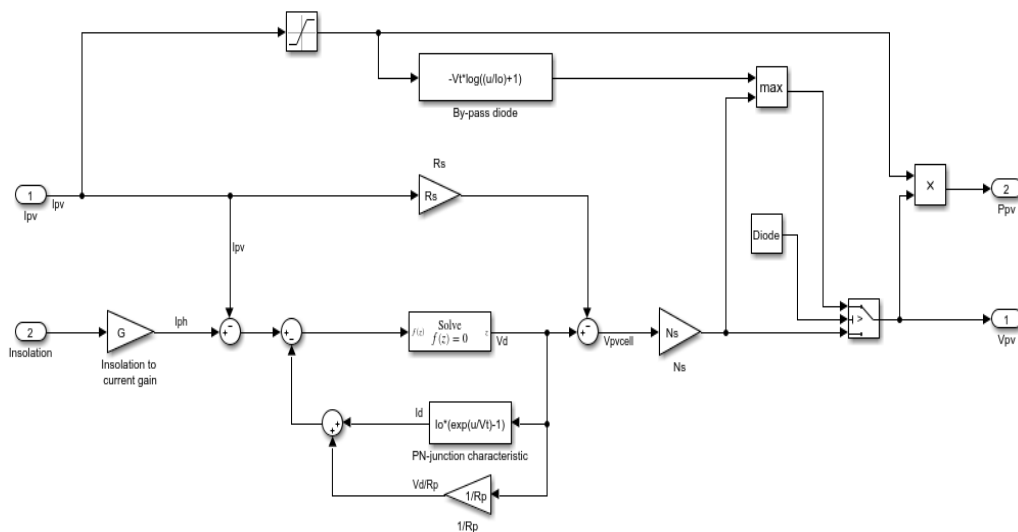 -Vt*log((u/Io)+1)
By-pass diode
max
Rs
1
Ipv
Ipv
Rs
X
2
Ppv
Ipv
Diode
2
Insolation
G
Iph
Insolation to
current gain
+
-
+
-
f(z)
Solve
f(z) = 0
z
Vd
+
-
Vpvcell
Ns
Ns
>
1
Vpv
+
+
Id
Io*(exp(u/Vt)-1)
PN-junction characteristic
Vd/Rp
1/Rp
1/Rp